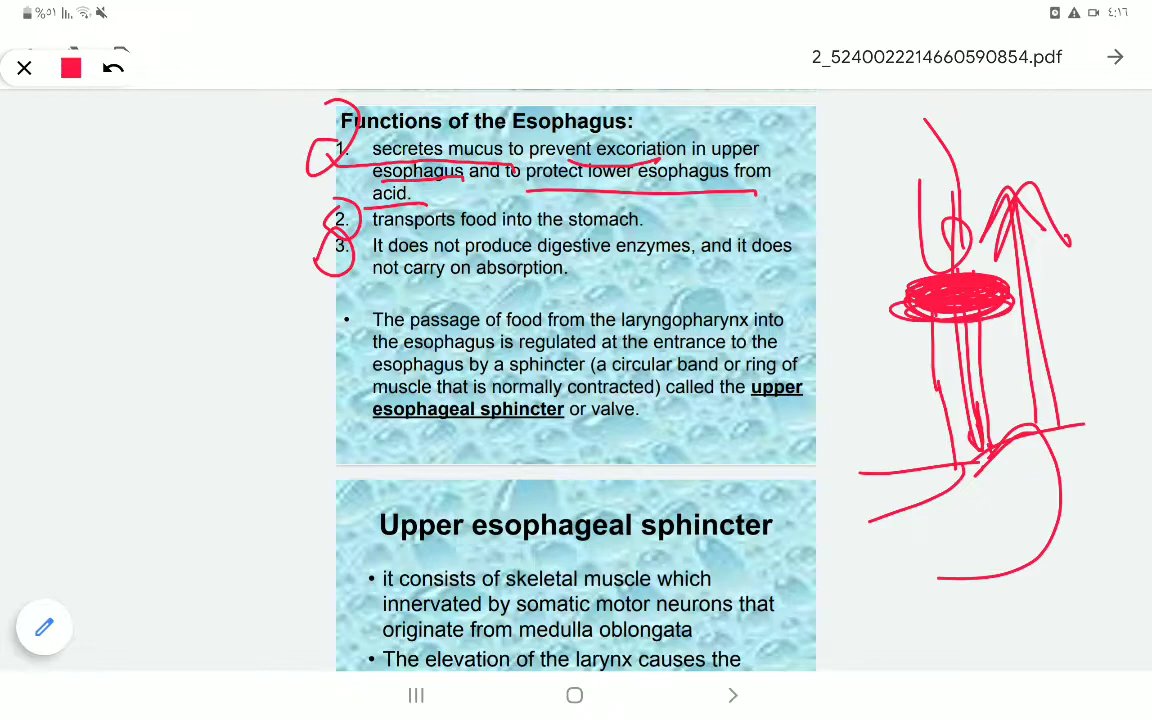 %٥١ ٤:١٦
2_5240022214660590854.pdf
Functions of the Esophagus:
1. secretes mucus to prevent excoriation in upper
esophagus and to protect lower esophagus from
acid.
2. transports food into the stomach.
3. It does not produce digestive enzymes, and it does
not carry on absorption.
• The passage of food from the laryngopharynx into
the esophagus is regulated at the entrance to the
esophagus by a sphincter (a circular band or ring of
muscle that is normally contracted) called the upper
esophageal sphincter or valve.
Upper esophageal sphincter
• it consists of skeletal muscle which
innervated by somatic motor neurons that
originate from medulla oblongata
• The elevation of the larynx causes the